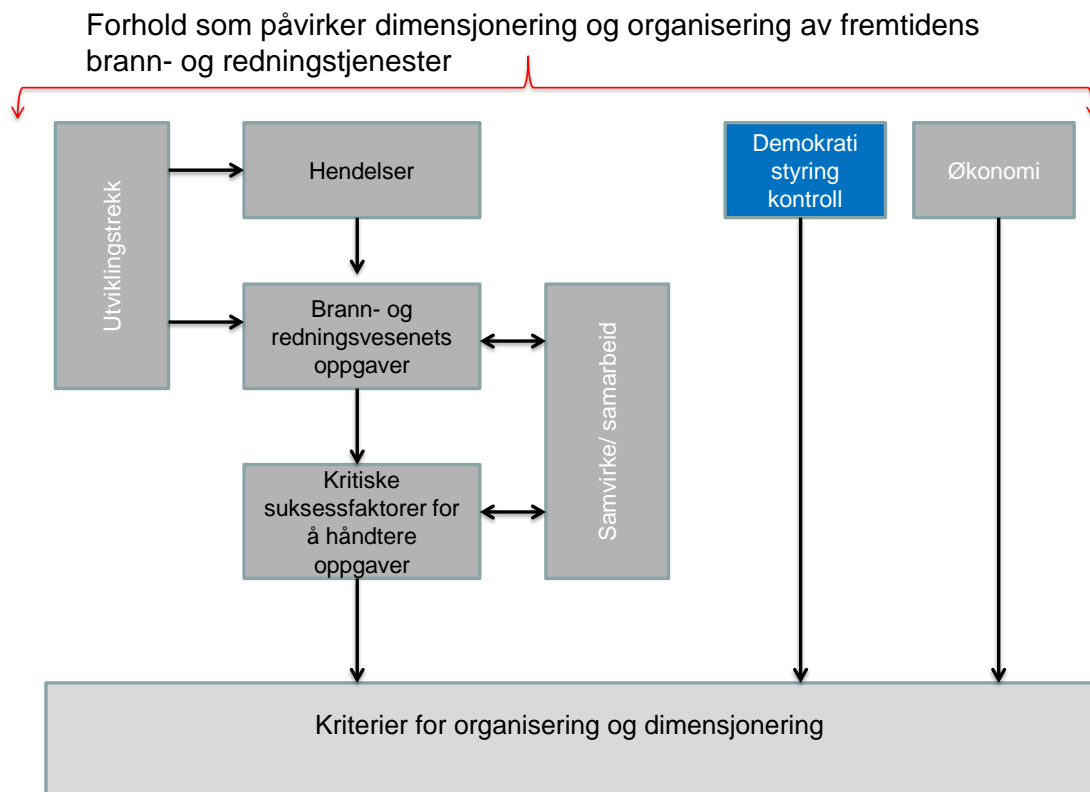 Forhold som påvirker dimensjonering og organisering av fremtidens
brann- og redningstjenester
Utviklingstrekk
Hendelser
Demokrati
styring
kontroll
Økonomi
Brann- og
redningsvesenets
oppgaver
Samvirke/ samarbeid
Kritiske
suksessfaktorer for
å håndtere
oppgaver
Kriterier for organisering og dimensjonering